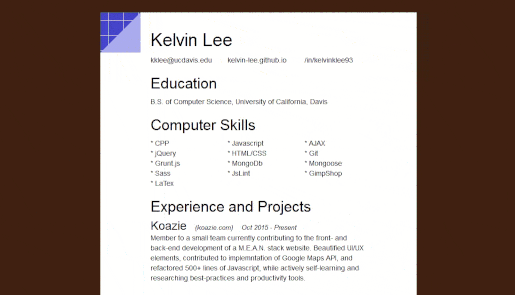 Kelvin Lee
kklee@ucdavis.edu kelvin-lee.github.io /in/kelvinklee93
Education
B.S. of Computer Science, University of California, Davis
Computer Skills
* CPP * Javascript * AJAX
* jQuery * HTML/CSS * Git
* Grunt.js * MongoDb * Mongoose
* Sass * JsLint * GimpShop
* LaTex
Experience and Projects
Koazie (koazie.com) Oct 2015 - Present
Member to a small team currently contributing to the front- and
back-end development of a M.E.A.N. stack website. Beautified UI/UX
elements, contributed to implemntation of Google Maps API, and
refactored 500+ lines of Javascript, while actively self-learning and
researching best-practices and productivity tools.